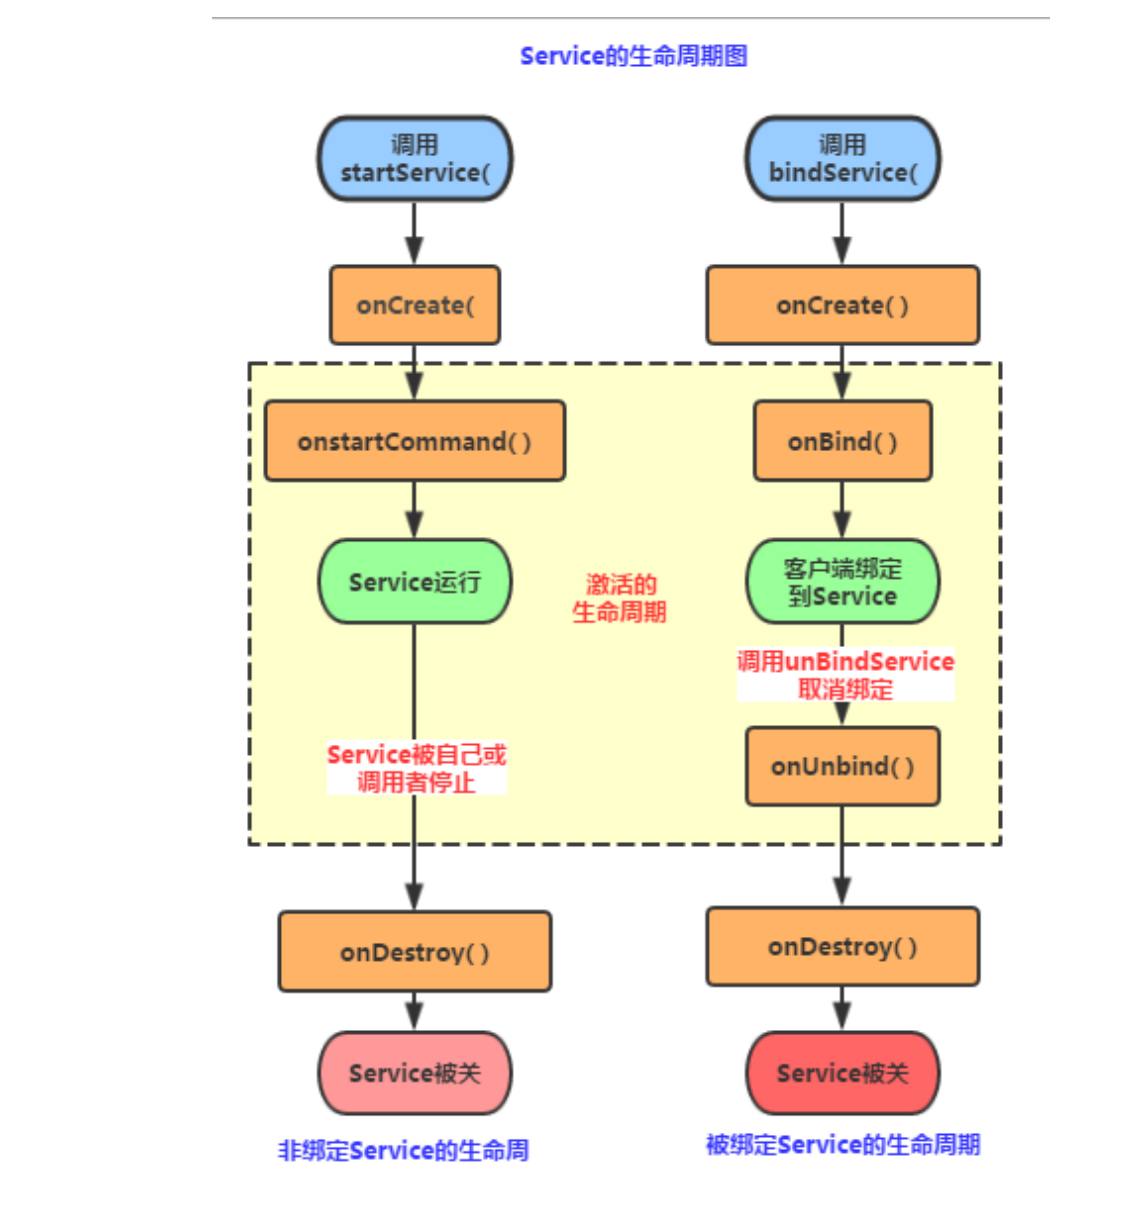 Service的生命周期图
调用
startService(
onCreate(
onstartCommand( )
Service运行
Service被自己或
调用者停止
onDestroy( )
Service被关
非绑定Service的生命周
激活的
生命周期
调用
bindService(
onCreate( )
onBind( )
客户端绑定
到Service
调用unBindService
取消绑定
onUnbind( )
onDestroy( )
Service被关
被绑定Service的生命周期